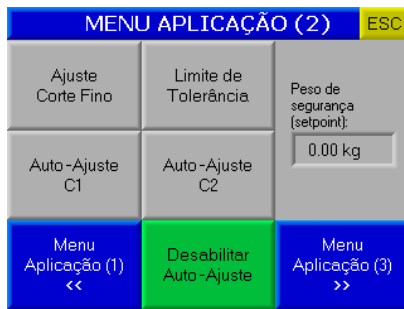 MENU APLICAÇÃO (2)
ESC
Ajuste
Corte Fino
Limite de
Tolerância
Peso de
segurança
(setpoint):
0.00 kg
Auto-Ajuste
C1
Auto-Ajuste
C2
Menu
Aplicação (1)
<<
Desabilitar
Auto-Ajuste
Menu
Aplicação (3)
>>